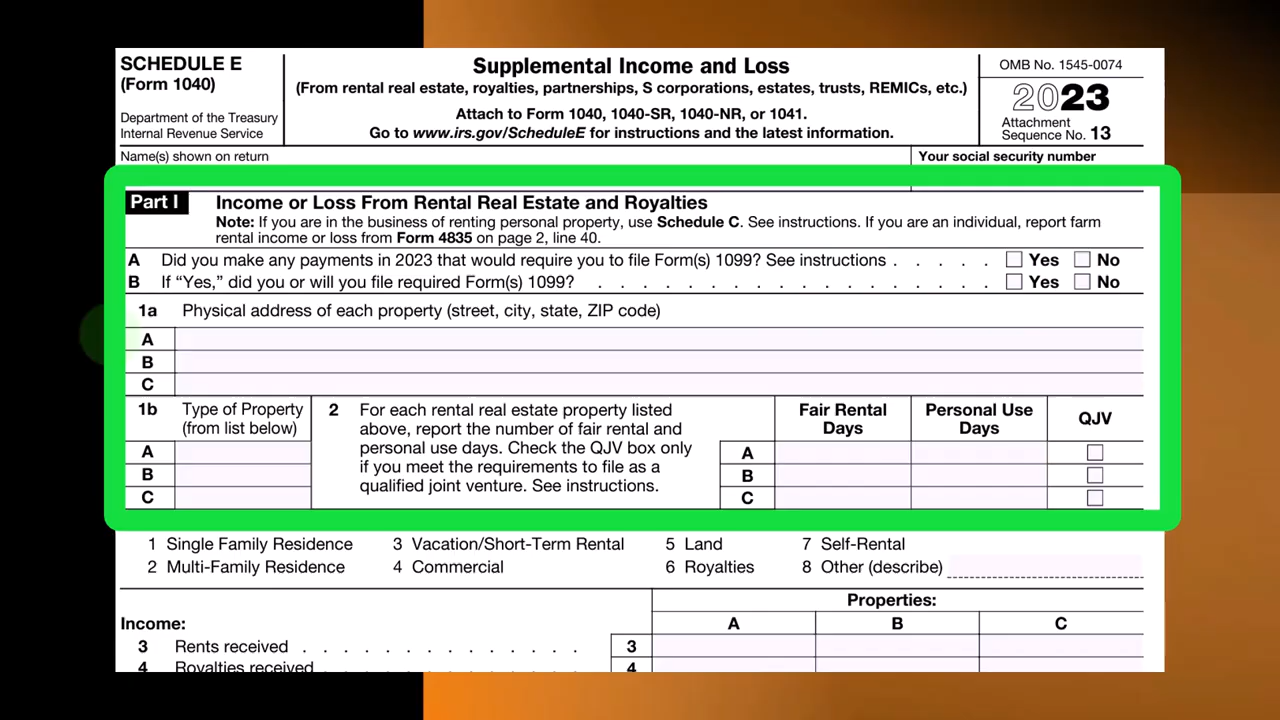 SCHEDULE E
(Form 1040)
Department of the Treasury
Internal Revenue Service
Supplemental Income and Loss
(From rental real estate, royalties, partnerships, S corporations, estates, trusts, REMICs, etc.)
Attach to Form 1040, 1040-SR, 1040-NR, or 1041.
Go to www.irs.gov/ScheduleE for instructions and the latest information.
OMB No. 1545-0074
2023
Attachment
Sequence No. 13
Name(s) shown on return
Your social security number
Part I Income or Loss From Rental Real Estate and Royalties
Note: If you are in the business of renting personal property, use Schedule C. See instructions. If you are an individual, report farm
rental income or loss from Form 4835 on page 2, line 40.
A Did you make any payments in 2023 that would require you to file Form(s) 1099? See instructions . . . . . Yes No
B If “Yes,” did you or will you file required Form(s) 1099? . . . . . . . . . . . . . . . . . . Yes No
1a Physical address of each property (street, city, state, ZIP code)
A
B
C
1b Type of Property
(from list below)
A
B
C
2 For each rental real estate property listed
above, report the number of fair rental and
personal use days. Check the QJV box only
if you meet the requirements to file as a
qualified joint venture. See instructions.
Fair Rental
Days
Personal Use
Days
QJV
A
B
C
1 Single Family Residence 3 Vacation/Short-Term Rental 5 Land 7 Self-Rental
2 Multi-Family Residence 4 Commercial 6 Royalties 8 Other (describe)
Properties:
Income: A B C
3 Rents received . . . . . . . . . . . . . 3
4 Royalties received . . . . . . . . . . . 4